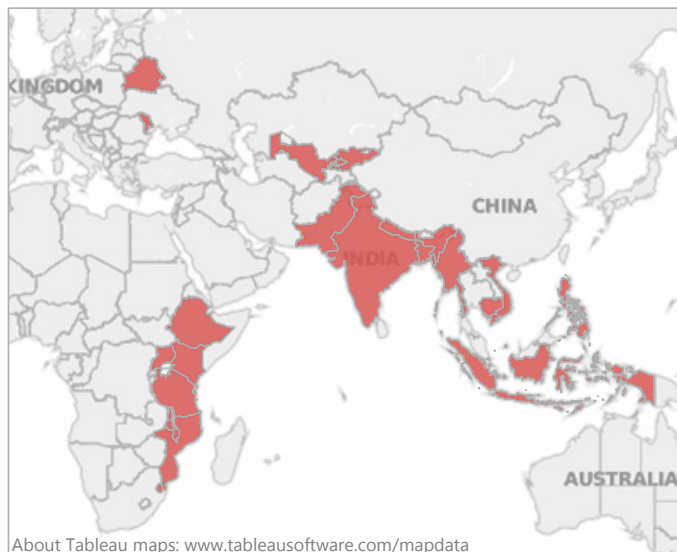 KINGDOM
CHINA
INDIA
AUSTRALIA
About Tableau maps: www.tableausoftware.com/mapdata